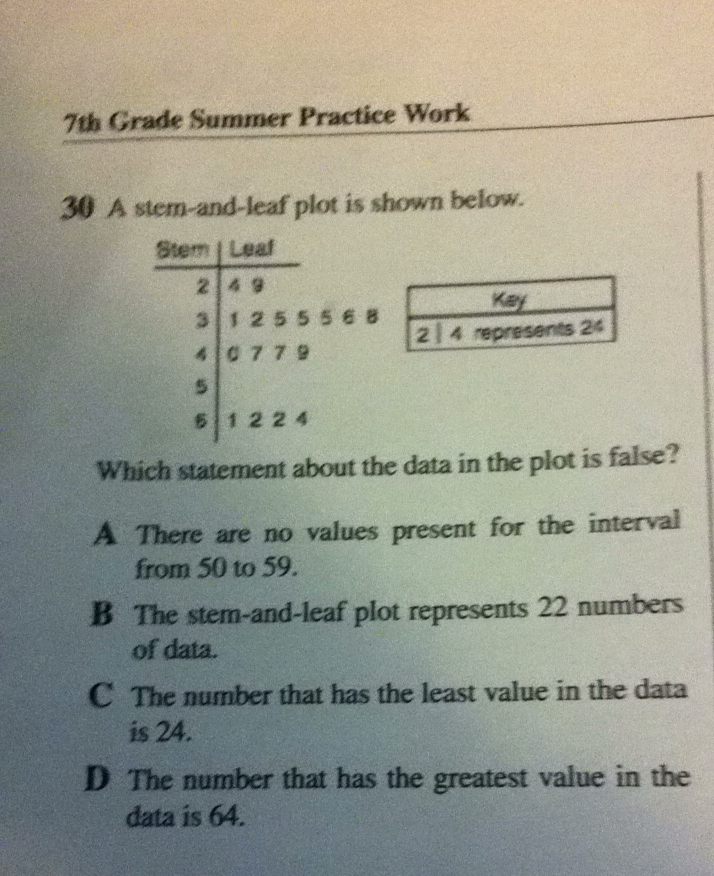 7th Grade Summer Practice Work
30 A stem-and-leaf plot is shown below.
Stem | Leaf
2 | 4 9
3 | 1 2 5 5 5 6 8
4 | 0 7 7 9
5 |
6 | 1 2 2 4
Key
2 | 4 represents 24
Which statement about the data in the plot is false?
A There are no values present for the interval
from 50 to 59.
B The stem-and-leaf plot represents 22 numbers
of data.
C The number that has the least value in the data
is 24.
D The number that has the greatest value in the
data is 64.